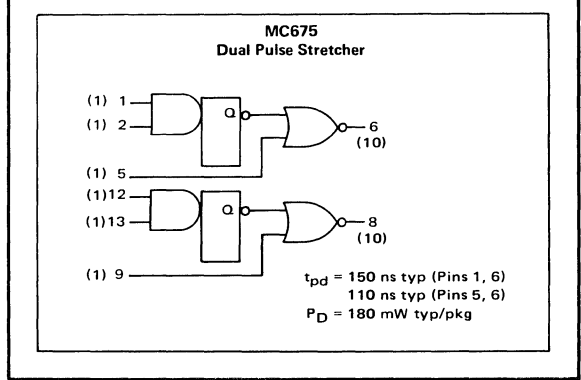 MC675
Dual Pulse Stretcher
(1) 1
(1) 2
Q
6
(10)
(1) 5
(1)12
(1)13
Q
8
(10)
(1) 9
tpd = 150 ns typ (Pins 1, 6)
110 ns typ (Pins 5, 6)
PD = 180 mW typ/pkg